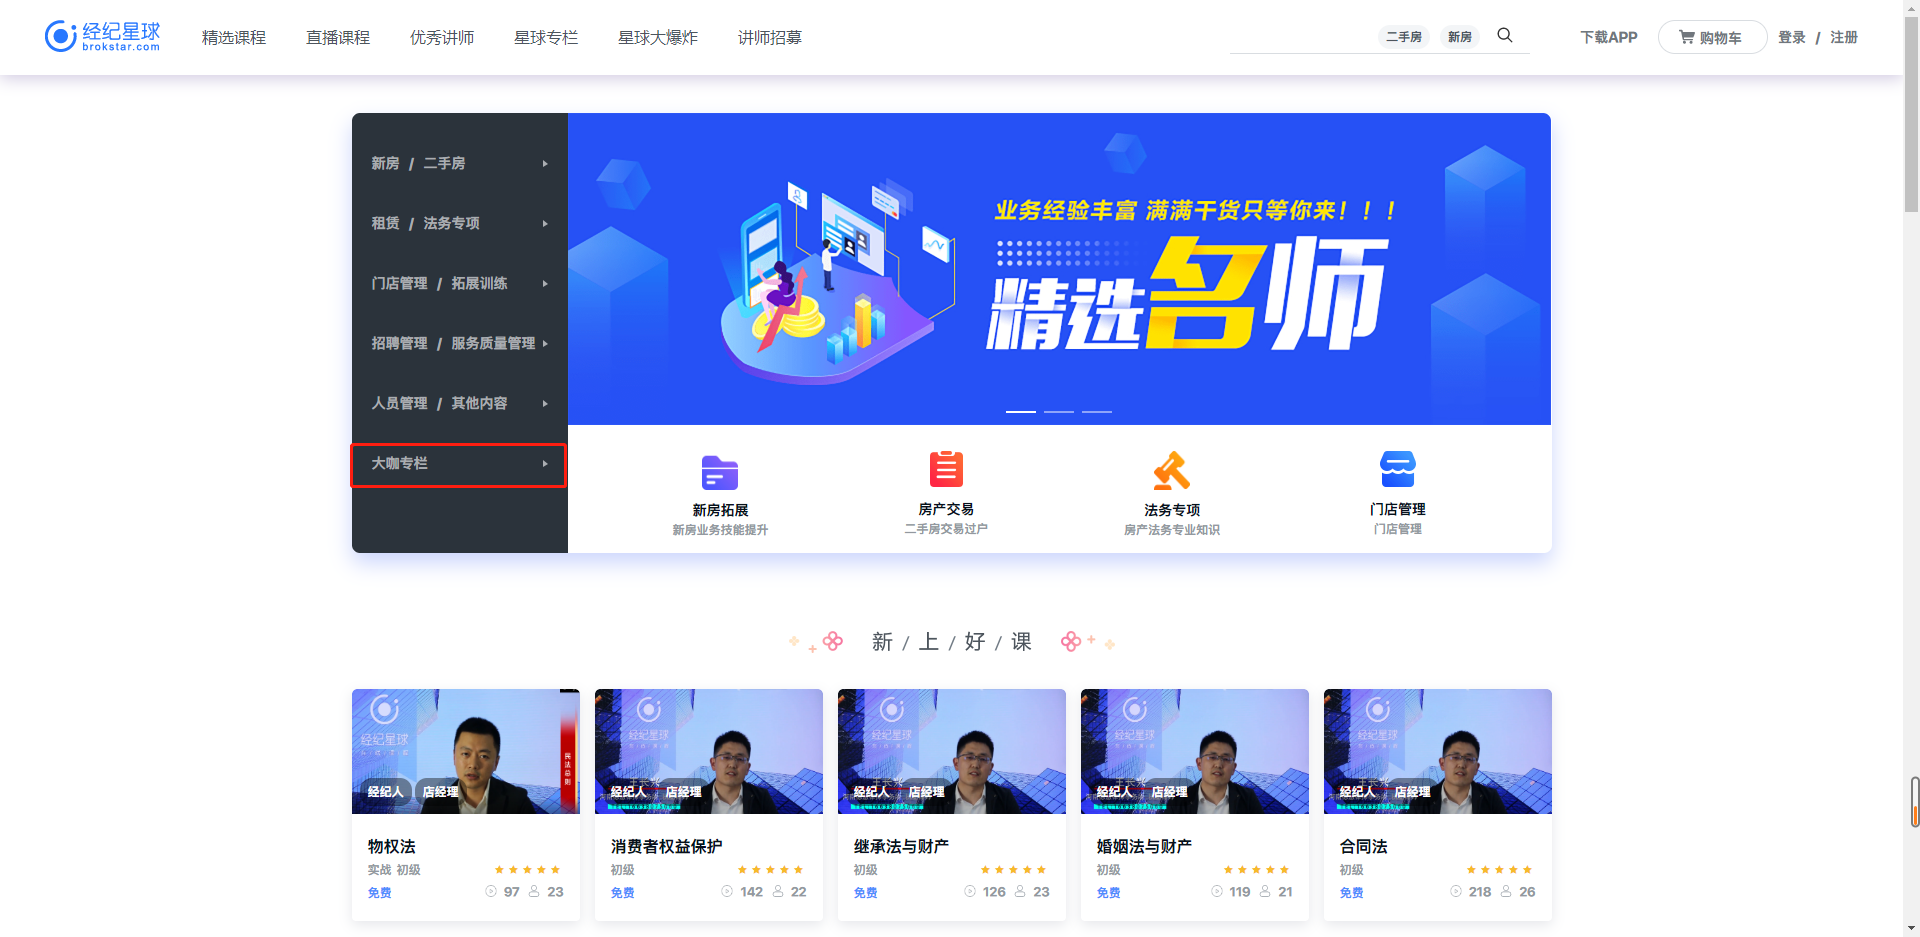 经纪星球
brokstar.com
精选课程 直播课程 优秀讲师 星球专栏 星球大爆炸 讲师招募
二手房 新房
下载APP 购物车 登录 / 注册
新房 / 二手房
租赁 / 法务专项
门店管理 / 拓展训练
招聘管理 / 服务质量管理
人员管理 / 其他内容
大咖专栏
业务经验丰富 满满干货只等你来！！！
精选名师
新房拓展 房产交易 法务专项 门店管理
新房业务技能提升 二手房交易过户 房产法务专业知识 门店管理
新 / 上 / 好 / 课
经纪星球
民法总则
经纪人 店经理
物权法
实战 初级
免费 97 23
经纪星球
经纪人 店经理
消费者权益保护
初级
免费 142 22
经纪星球
经纪人 店经理
继承法与财产
初级
免费 126 23
经纪星球
经纪人 店经理
婚姻法与财产
初级
免费 119 21
经纪星球
经纪人 店经理
合同法
初级
免费 218 26